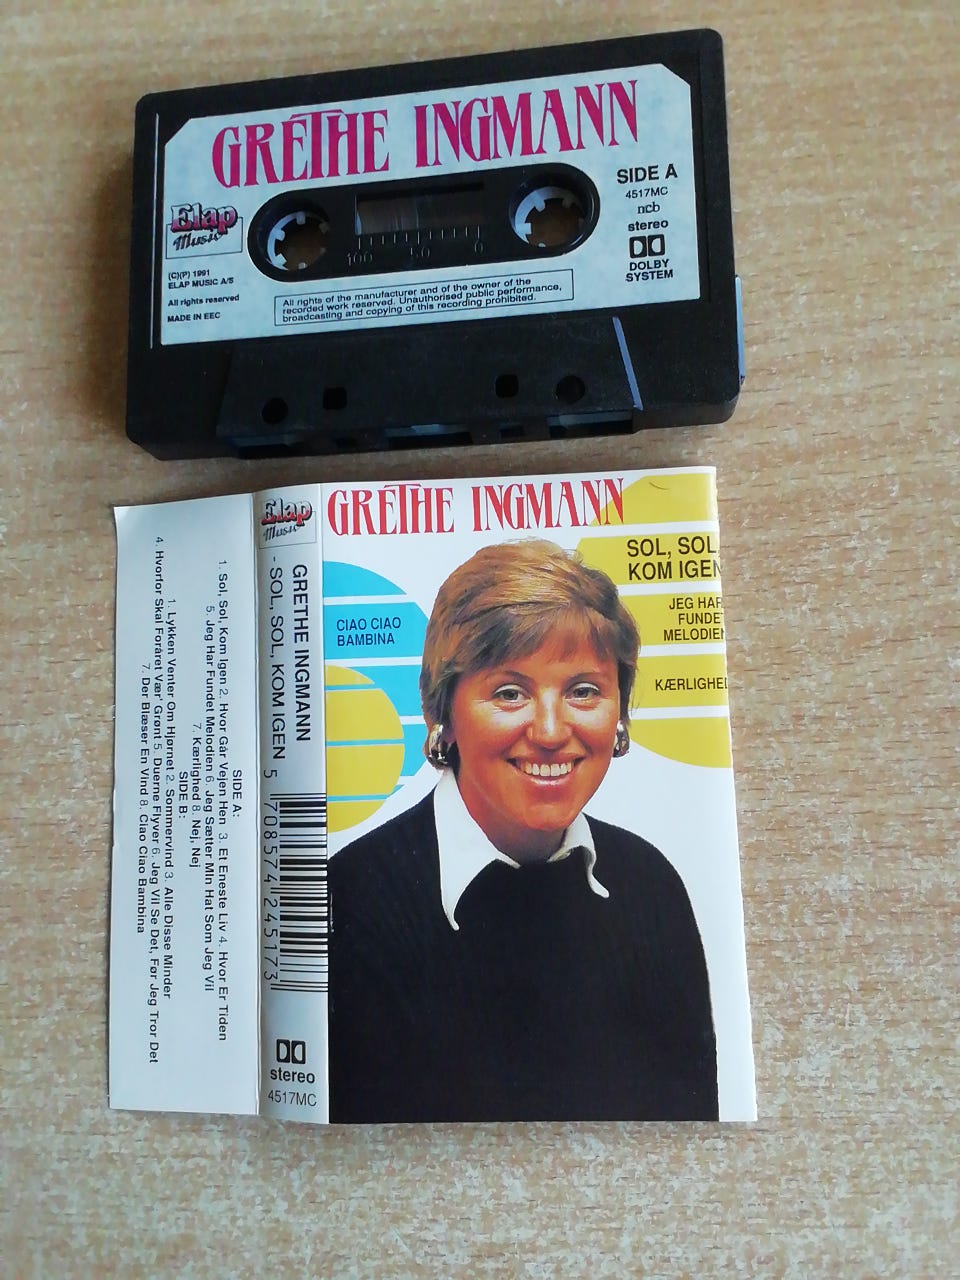 GRETHE INGMANN
SIDE A
4517MC
ncb
stereo
DOLBY
SYSTEM
Elap
Music
(C)(P) 1991
ELAP MUSIC A/S
All rights reserved
MADE IN EEC
100 50 0
All rights of the manufacturer and of the owner of the
recorded work reserved. Unauthorised public performance,
broadcasting and copying of this recording prohibited.
GRETHE INGMANN
SOL, SOL,
KOM IGEN
JEG HAR
FUNDET
MELODIEN
KÆRLIGHED
CIAO CIAO
BAMBINA
Elap
Music
GRETHE INGMANN
- SOL, SOL, KOM IGEN
5 708574 245173
stereo
4517MC
SIDE A:
1. Sol, Sol, Kom Igen 2. Hvor Går Vejen Hen 3. Et Eneste Liv 4. Hvor Er Tiden
5. Jeg Har Fundet Melodien 6. Jeg Sætter MIn Hat Som Jeg Vil
7. Kærlighed 8. Nej, Nej
SIDE B:
1. Lykken Venter Om Hjørnet 2. Sommervind 3. Alle Disse Minder
4. Hvorfor Skal Foråret Vær' Grønt 5. Duerne Flyver 6. Jeg Vil Se Det, Før Jeg Tror Det
7. Der Blæser En Vind 8. Ciao Ciao Bambina